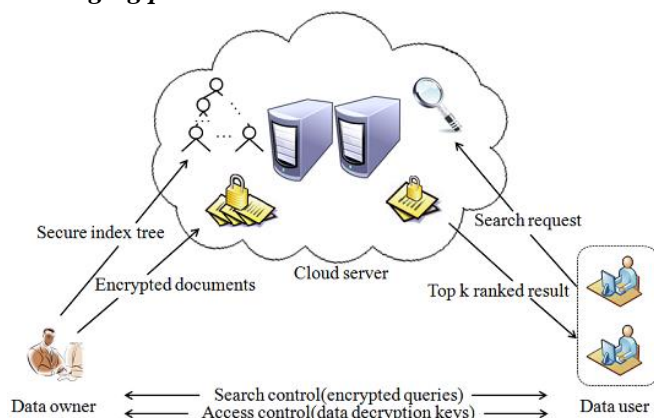 Search request
Secure index tree
Cloud server
Encrypted documents
Top k ranked result
Data owner
Search control(encrypted queries)
Access control(data decryption keys)
Data user